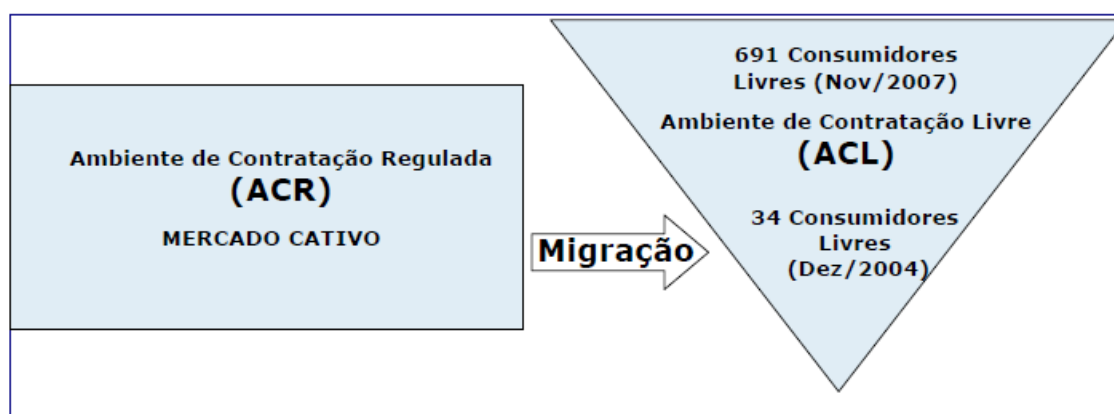 Ambiente de Contratação Regulada
(ACR)
MERCADO CATIVO
Migração
691 Consumidores
Livres (Nov/2007)
Ambiente de Contratação Livre
(ACL)
34 Consumidores
Livres
(Dez/2004)